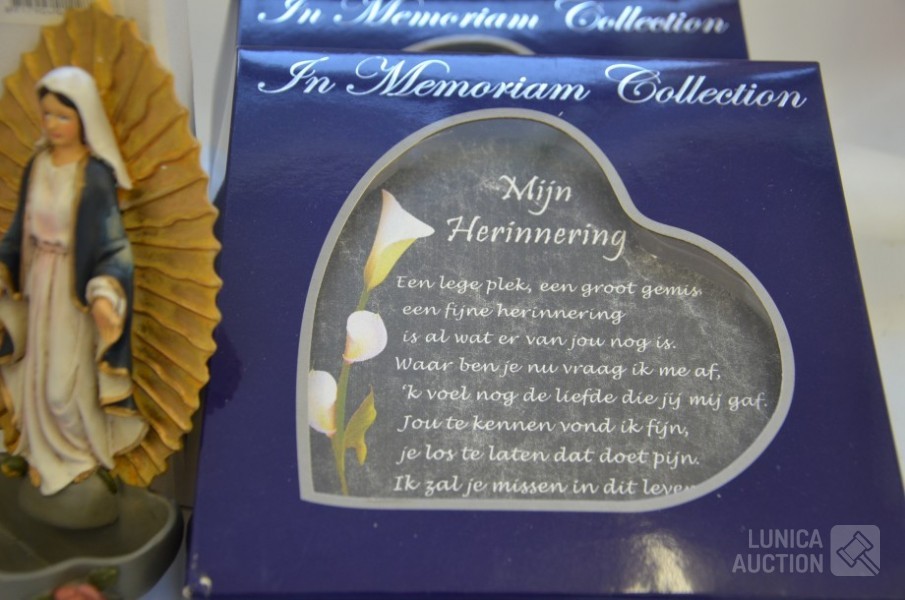 In Memoriam Collection
In Memoriam Collection
Mijn
Herinnering
Een lege plek, een groot gemis.
een fijne herinnering
is al wat er van jou nog is.
Waar ben je nu vraag ik me af,
'k voel nog de liefde die jij mij gaf.
Jou te kennen vond ik fijn,
je los te laten dat doet pijn.
Ik zal je missen in dit leven
LUNICA
AUCTION